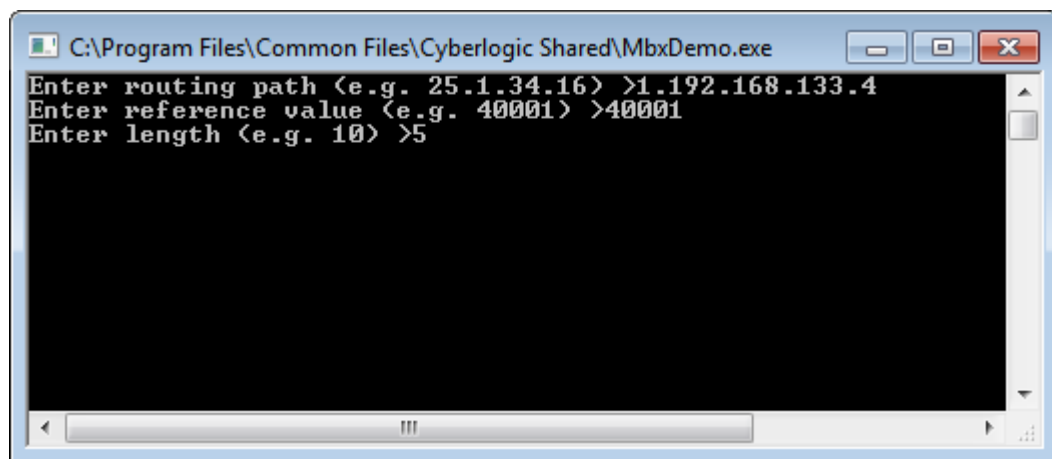 C:\Program Files\Common Files\Cyberlogic Shared\MbxDemo.exe
Enter routing path (e.g. 25.1.34.16) >1.192.168.133.4
Enter reference value (e.g. 40001) >40001
Enter length (e.g. 10) >5